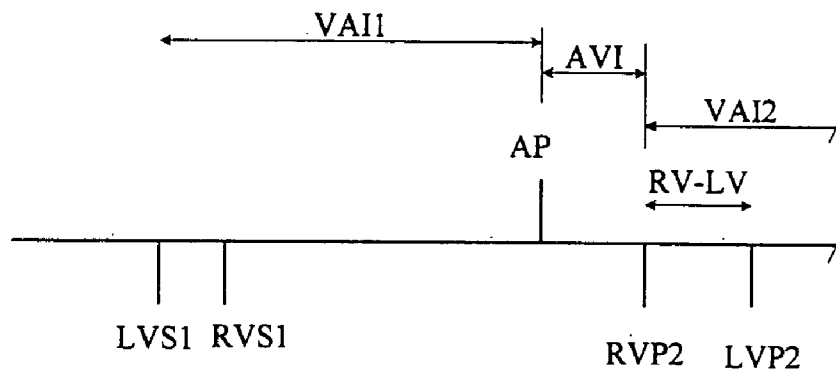 VAI1
AVI
VAI2
AP
RV-LV
LVS1 RVS1
RVP2 LVP2